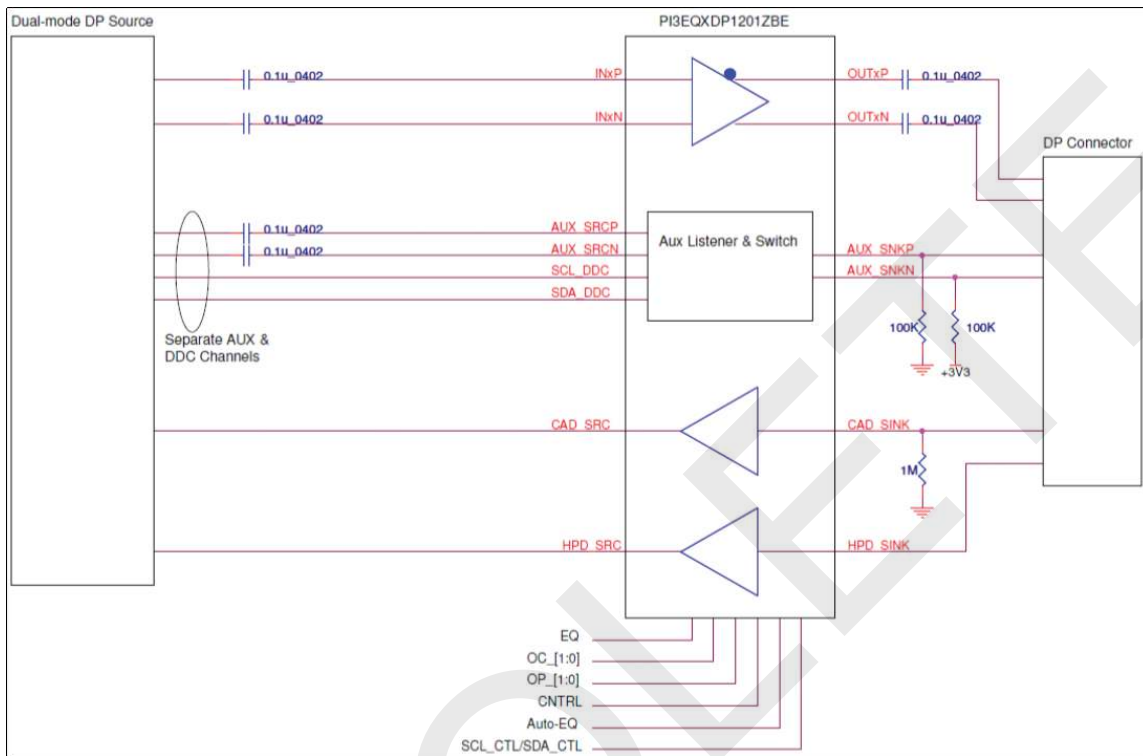 Dual-mode DP Source
PI3EQXDP1201ZBE
0.1u_0402
INxP
OUTxP
0.1u_0402
0.1u_0402
INxN
OUTxN
0.1u_0402
DP Connector
0.1u_0402
AUX_SRCP
Aux Listener & Switch
0.1u_0402
AUX_SRCN
AUX_SNKP
SCL_DDC
AUX_SNKN
SDA_DDC
Separate AUX &
DDC Channels
100K
100K
+3V3
CAD_SRC
CAD_SINK
1M
HPD_SRC
HPD_SINK
EQ
OC_[1:0]
OP_[1:0]
CNTRL
Auto-EQ
SCL_CTL/SDA_CTL
OLETE